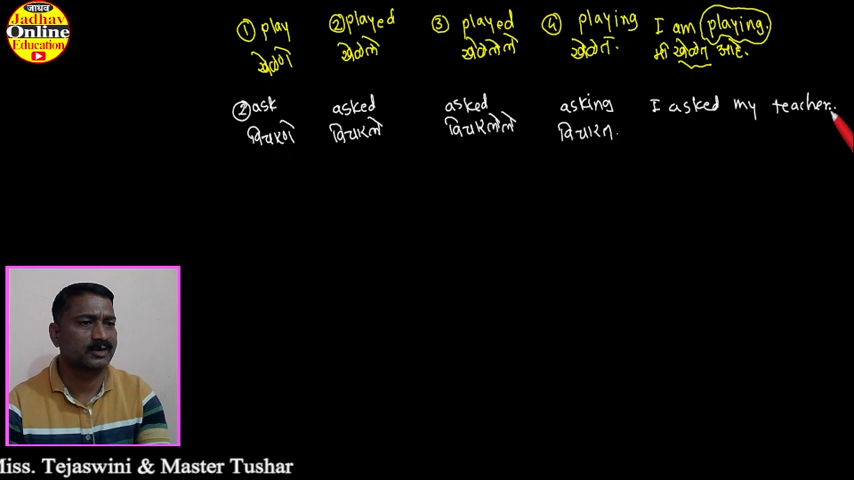 जाधव
Jadhav
Online
Education
① play ② played ③ played ④ playing I am playing.
खेळणे खेळले खेळलेले खेळत. मी खेळत आहे.
② ask asked asked asking I asked my teacher..
विचारणे विचारले विचारलेले विचारत.
Miss. Tejaswini & Master Tushar